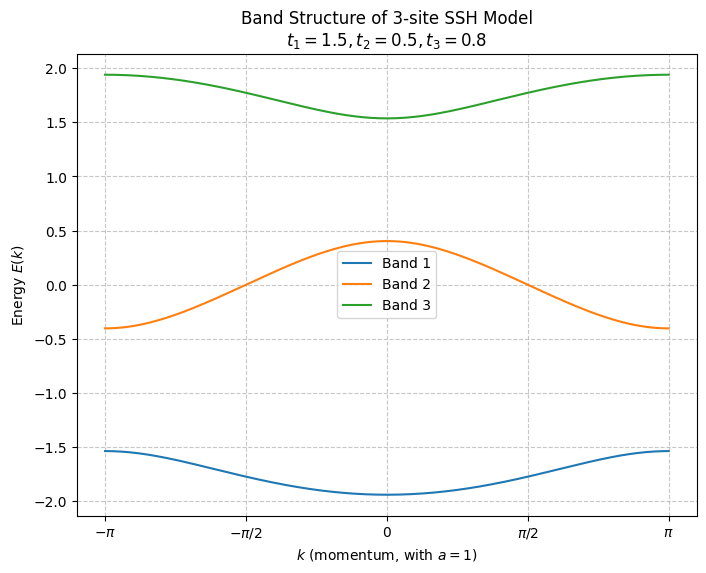 Band Structure of 3-site SSH Model
t₁ = 1.5, t₂ = 0.5, t₃ = 0.8
2.0
1.5
1.0
0.5
0.0
−0.5
−1.0
−1.5
−2.0
Energy E(k)
Band 1
Band 2
Band 3
−π
−π/2
0
π/2
π
k (momentum, with a = 1)